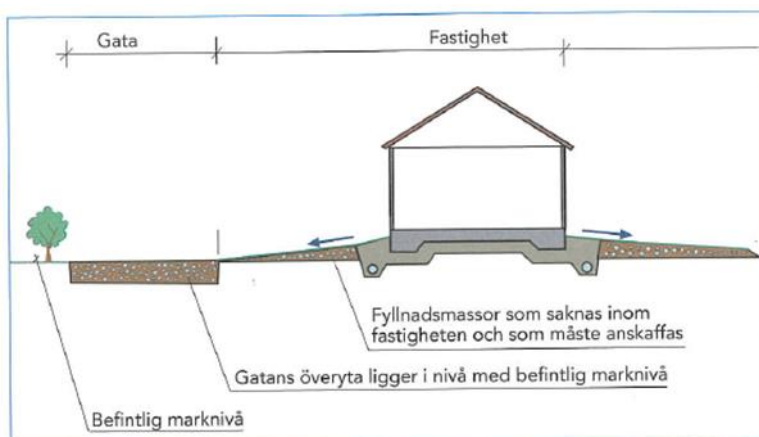 Gata
Fastighet
Fyllnadsmassor som saknas inom
fastigheten och som måste anskaffas
Gatans överyta ligger i nivå med befintlig marknivå
Befintlig marknivå